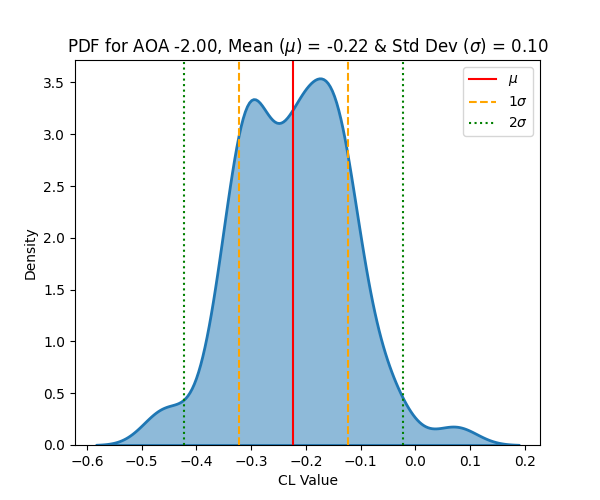 PDF for AOA -2.00, Mean (μ) = -0.22 & Std Dev (σ) = 0.10
μ
1σ
2σ
Density
3.5
3.0
2.5
2.0
1.5
1.0
0.5
0.0
−0.6 −0.5 −0.4 −0.3 −0.2 −0.1 0.0 0.1 0.2
CL Value